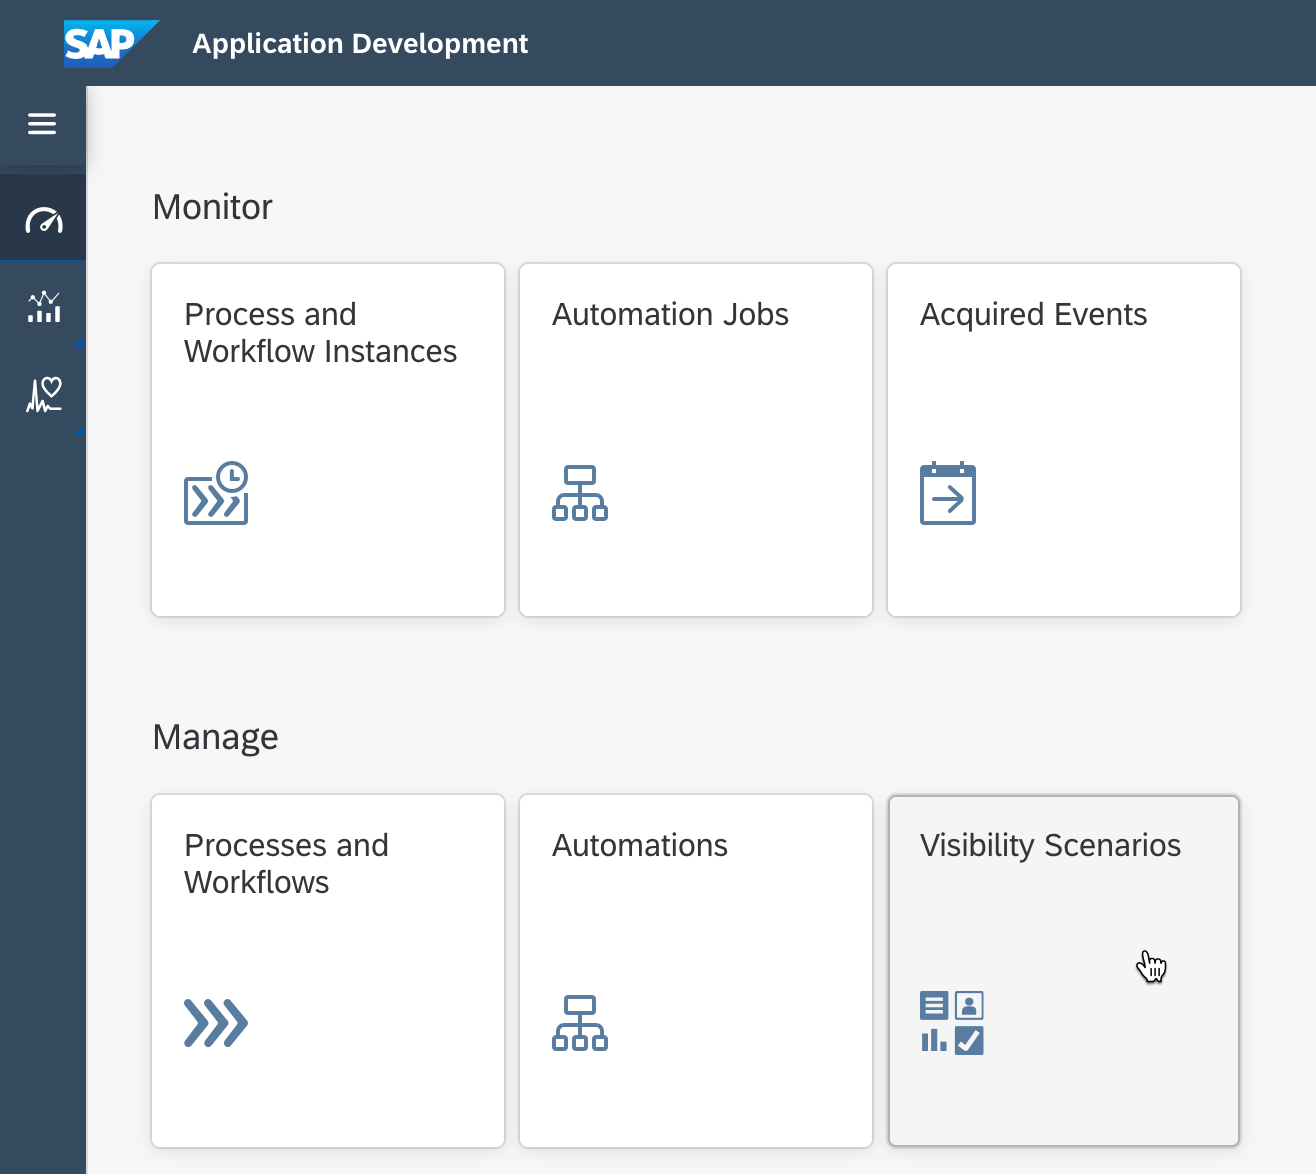 SAP Application Development
Monitor
Process and
Workflow Instances
Automation Jobs
Acquired Events
Manage
Processes and
Workflows
Automations
Visibility Scenarios